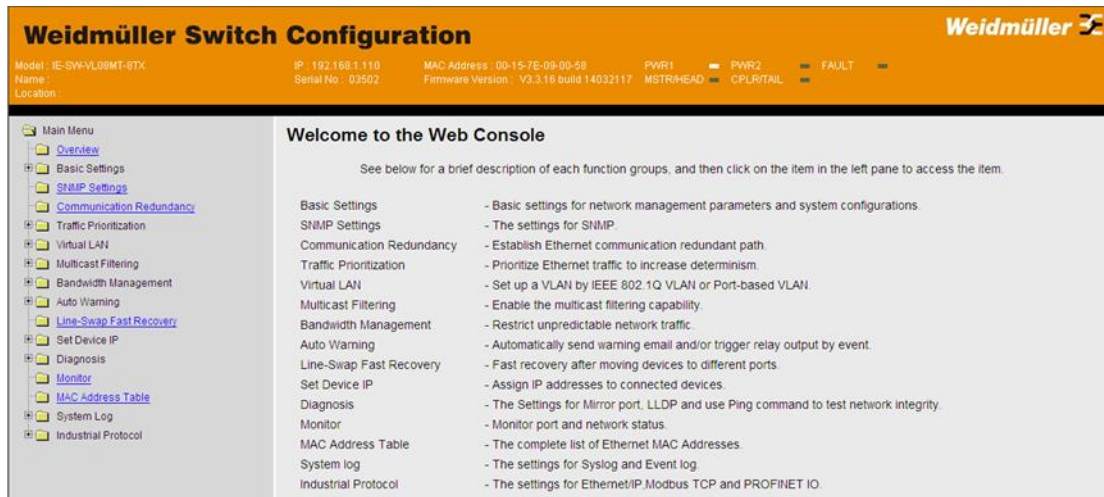 Weidmüller Switch Configuration
Weidmüller
Model : IE-SW-VL08MT-8TX
IP : 192.168.1.110
MAC Address : 00-15-7E-09-00-58
PWR1
PWR2
FAULT
Name :
Serial No : 03502
Firmware Version : V3.3.16 build 14032117
MSTR/HEAD
CPLR/TAIL
Location :
Main Menu
Overview
Basic Settings
SNMP Settings
Communication Redundancy
Traffic Prioritization
Virtual LAN
Multicast Filtering
Bandwidth Management
Auto Warning
Line-Swap Fast Recovery
Set Device IP
Diagnosis
Monitor
MAC Address Table
System Log
Industrial Protocol
Welcome to the Web Console
See below for a brief description of each function groups, and then click on the item in the left pane to access the item.
Basic Settings - Basic settings for network management parameters and system configurations.
SNMP Settings - The settings for SNMP.
Communication Redundancy - Establish Ethernet communication redundant path.
Traffic Prioritization - Prioritize Ethernet traffic to increase determinism.
Virtual LAN - Set up a VLAN by IEEE 802.1Q VLAN or Port-based VLAN.
Multicast Filtering - Enable the multicast filtering capability.
Bandwidth Management - Restrict unpredictable network traffic.
Auto Warning - Automatically send warning email and/or trigger relay output by event.
Line-Swap Fast Recovery - Fast recovery after moving devices to different ports.
Set Device IP - Assign IP addresses to connected devices.
Diagnosis - The Settings for Mirror port, LLDP and use Ping command to test network integrity.
Monitor - Monitor port and network status.
MAC Address Table - The complete list of Ethernet MAC Addresses.
System log - The settings for Syslog and Event log.
Industrial Protocol - The settings for Ethernet/IP,Modbus TCP and PROFINET IO.